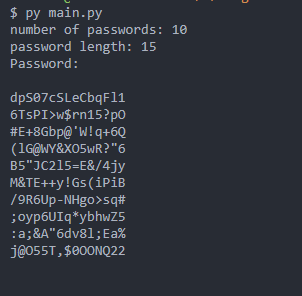 $ py main.py
number of passwords: 10
password length: 15
Password:

dpS07cSLeCbqFl1
6TsPI>w$rn15?pO
#E+8Gbp@'W!q+6Q
(lG@WY&XO5wR?"6
B5"JC2l5=E&/4jy
M&TE++y!Gs(iPiB
/9R6Up-NHgo>sq#
;oyp6UIq*ybhwZ5
:a;&A"6dv8l;Ea%
j@O55T,$0OONQ22